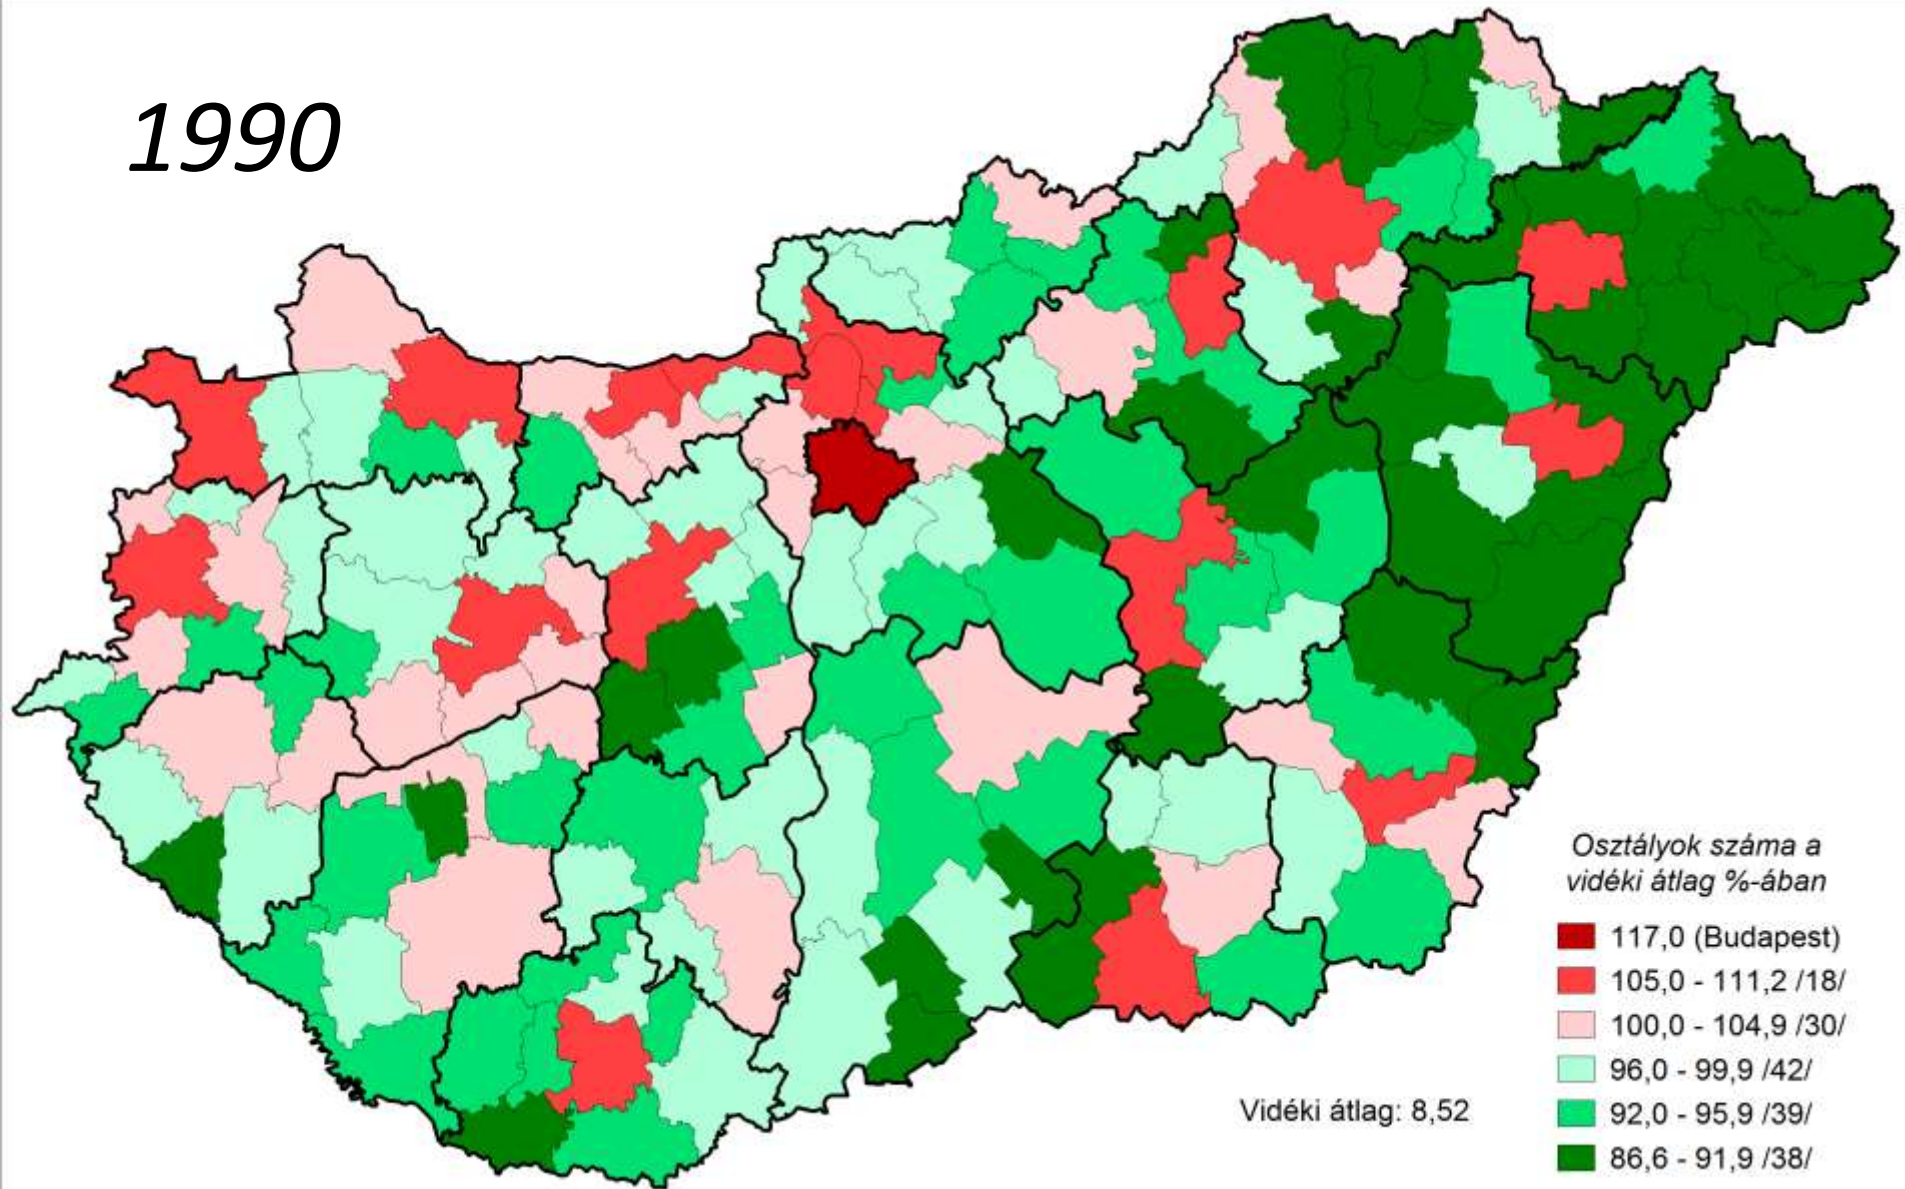 1990
Osztályok száma a
vidéki átlag %-ában
117,0 (Budapest)
105,0 - 111,2 /18/
100,0 - 104,9 /30/
96,0 - 99,9 /42/
92,0 - 95,9 /39/
86,6 - 91,9 /38/
Vidéki átlag: 8,52